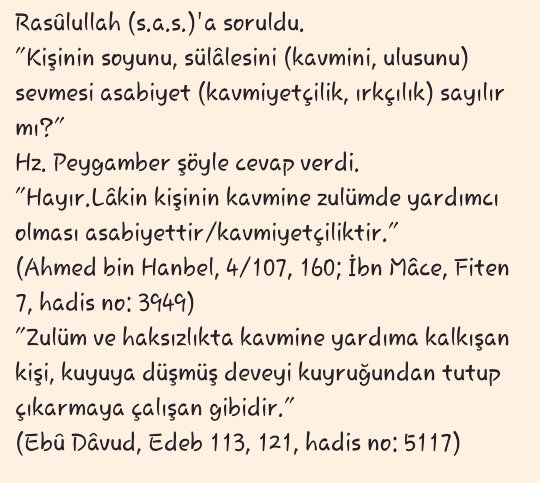 Rasûlullah (s.a.s.)'a soruldu.
"Kişinin soyunu, sülâlesini (kavmini, ulusunu)
sevmesi asabiyet (kavmiyetçilik, ırkçılık) sayılır
mı?"
Hz. Peygamber şöyle cevap verdi.
"Hayır.Lâkin kişinin kavmine zulümde yardımcı
olması asabiyettir/kavmiyetçiliktir."
(Ahmed bin Hanbel, 4/107, 160; İbn Mâce, Fiten
7, hadis no: 3949)
"Zulüm ve haksızlıkta kavmine yardıma kalkışan
kişi, kuyuya düşmüş deveyi kuyruğundan tutup
çıkarmaya çalışan gibidir."
(Ebû Dâvud, Edeb 113, 121, hadis no: 5117)